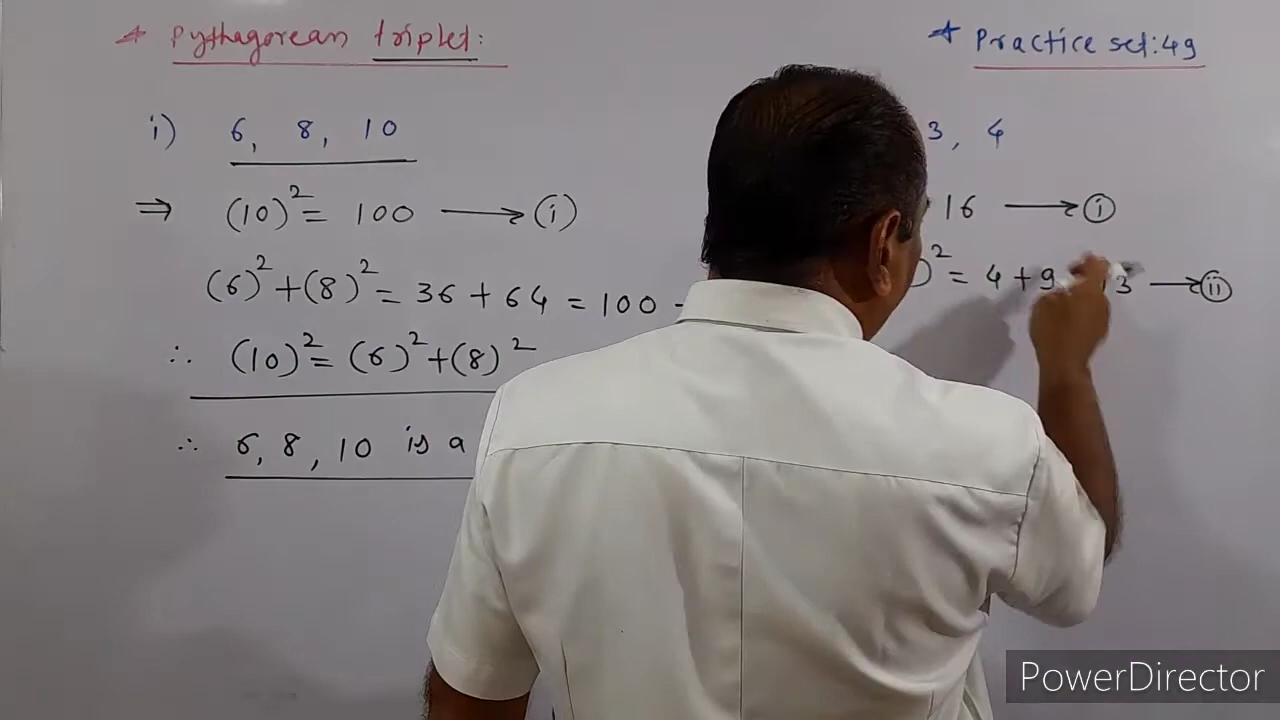 * Pythagorean triplet:
i) 6, 8, 10
⇒ (10)² = 100 ⟶ (i)
(6)² + (8)² = 36 + 64 = 100 -
∴ (10)² = (6)² + (8)²
∴ 6, 8, 10 is a
* Practice set: 49
3, 4
16 ⟶ (i)
)² = 4 + 9 13 ⟶ (ii)
PowerDirector